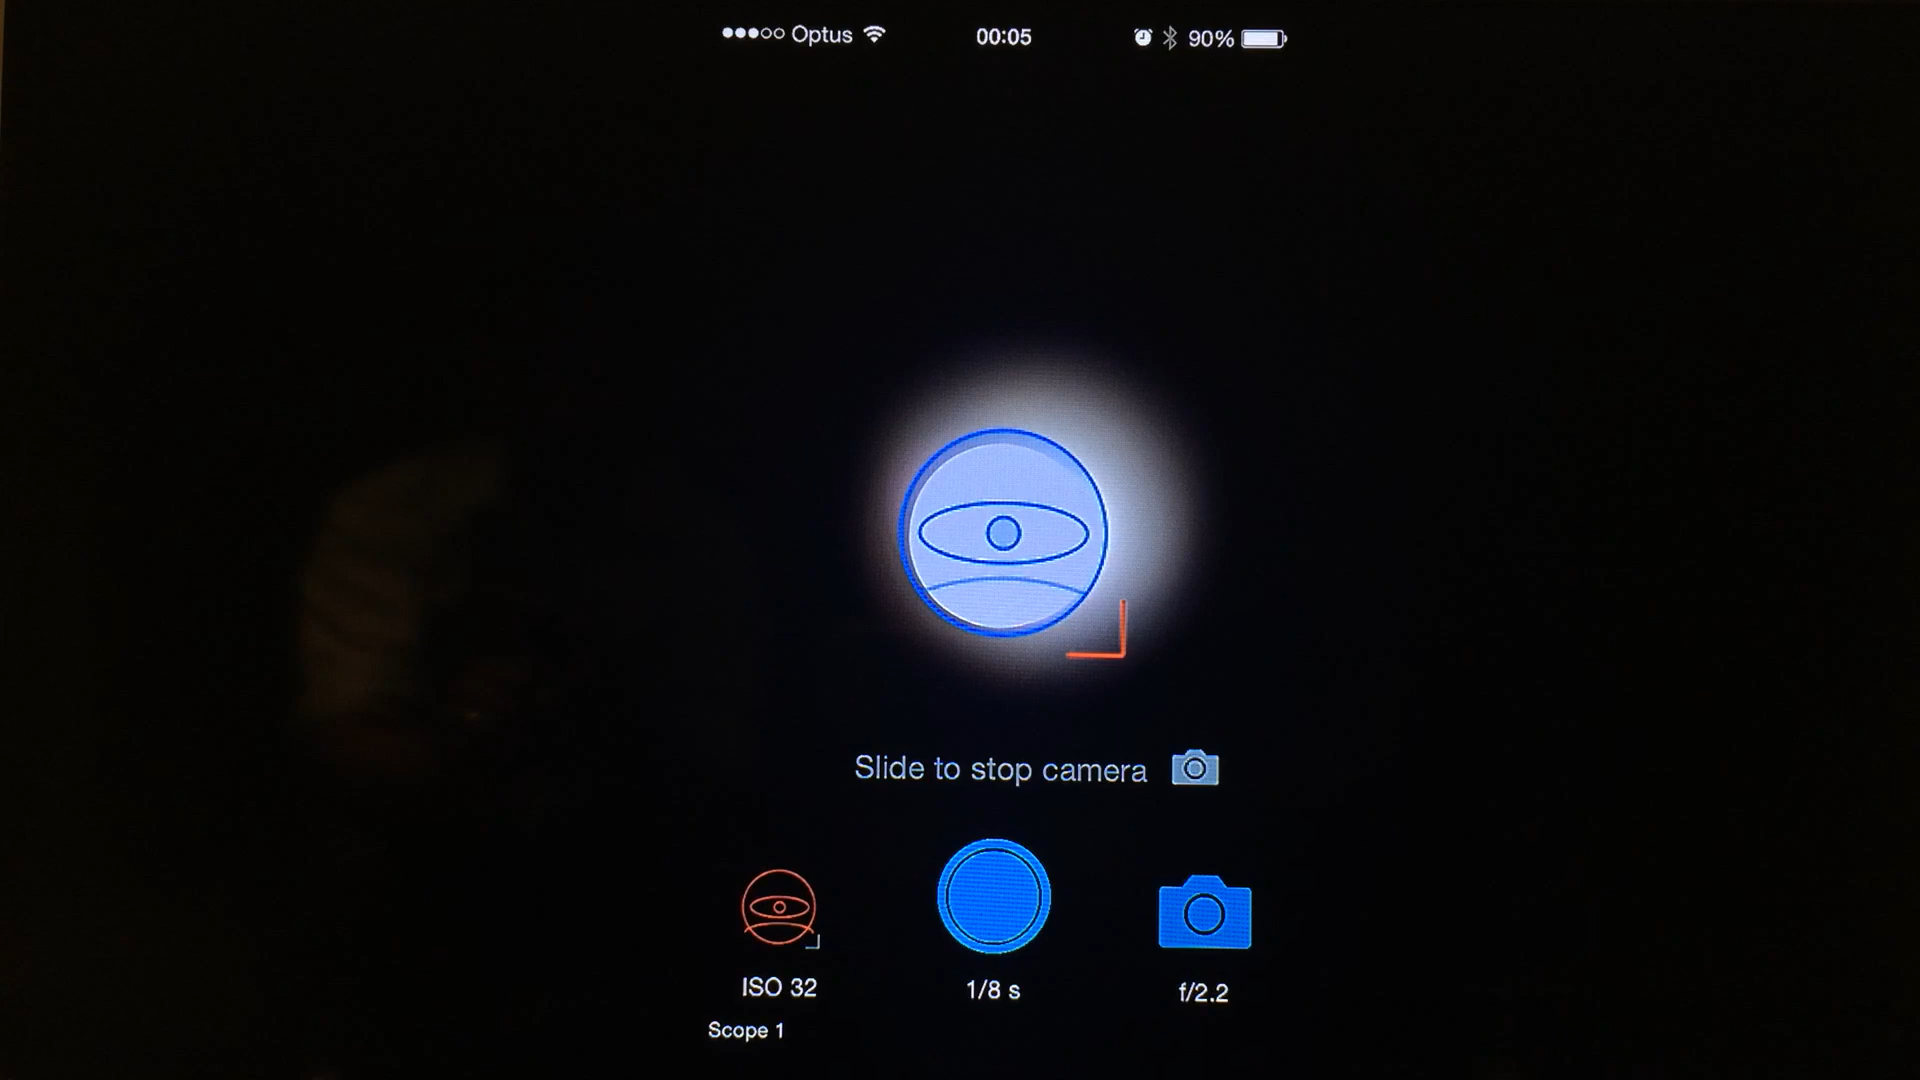 Optus 00:05 90%
Slide to stop camera
ISO 32 1/8 s f/2.2
Scope 1